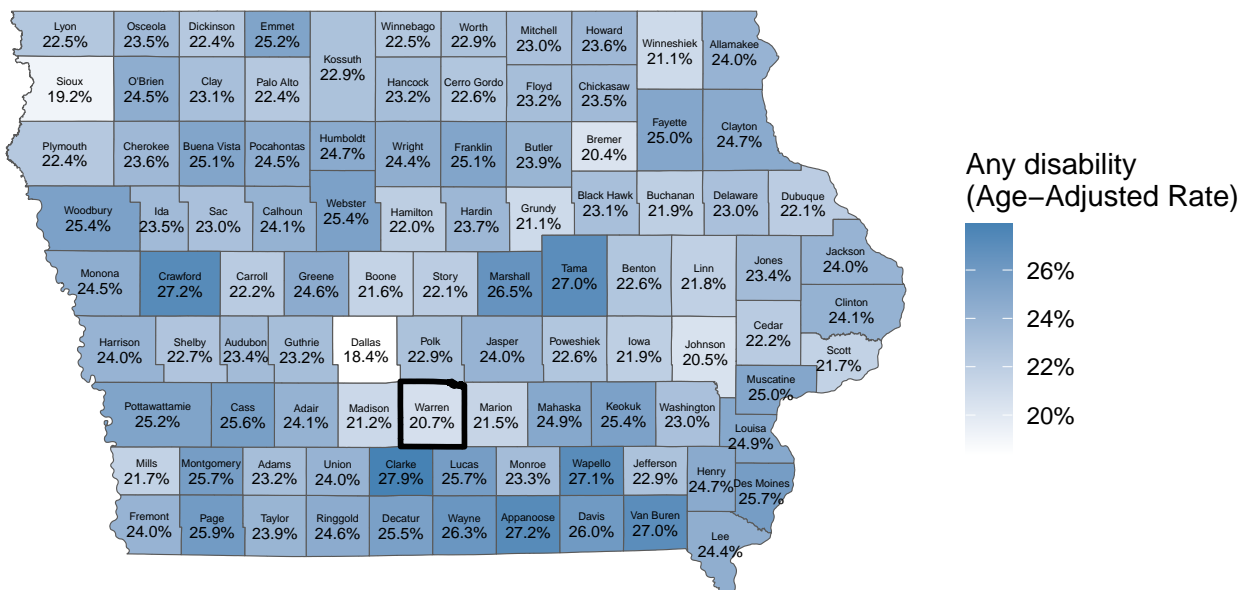 Lyon
22.5%
Osceola
23.5%
Dickinson
22.4%
Emmet
25.2%
Kossuth
22.9%
Winnebago
22.5%
Worth
22.9%
Mitchell
23.0%
Howard
23.6%
Winneshiek
21.1%
Allamakee
24.0%
Sioux
19.2%
O'Brien
24.5%
Clay
23.1%
Palo Alto
22.4%
Hancock
23.2%
Cerro Gordo
22.6%
Floyd
23.2%
Chickasaw
23.5%
Plymouth
22.4%
Cherokee
23.6%
Buena Vista
25.1%
Pocahontas
24.5%
Humboldt
24.7%
Wright
24.4%
Franklin
25.1%
Butler
23.9%
Bremer
20.4%
Fayette
25.0%
Clayton
24.7%
Woodbury
25.4%
Ida
23.5%
Sac
23.0%
Calhoun
24.1%
Webster
25.4%
Hamilton
22.0%
Hardin
23.7%
Grundy
21.1%
Black Hawk
23.1%
Buchanan
21.9%
Delaware
23.0%
Dubuque
22.1%
Monona
24.5%
Crawford
27.2%
Carroll
22.2%
Greene
24.6%
Boone
21.6%
Story
22.1%
Marshall
26.5%
Tama
27.0%
Benton
22.6%
Linn
21.8%
Jones
23.4%
Jackson
24.0%
Clinton
24.1%
Harrison
24.0%
Shelby
22.7%
Audubon
23.4%
Guthrie
23.2%
Dallas
18.4%
Polk
22.9%
Jasper
24.0%
Poweshiek
22.6%
Iowa
21.9%
Johnson
20.5%
Cedar
22.2%
Scott
21.7%
Muscatine
25.0%
Pottawattamie
25.2%
Cass
25.6%
Adair
24.1%
Madison
21.2%
Warren
20.7%
Marion
21.5%
Mahaska
24.9%
Keokuk
25.4%
Washington
23.0%
Louisa
24.9%
Mills
21.7%
Montgomery
25.7%
Adams
23.2%
Union
24.0%
Clarke
27.9%
Lucas
25.7%
Monroe
23.3%
Wapello
27.1%
Jefferson
22.9%
Henry
24.7%
Des Moines
25.7%
Fremont
24.0%
Page
25.9%
Taylor
23.9%
Ringgold
24.6%
Decatur
25.5%
Wayne
26.3%
Appanoose
27.2%
Davis
26.0%
Van Buren
27.0%
Lee
24.4%
Any disability
(Age−Adjusted Rate)
26%
24%
22%
20%